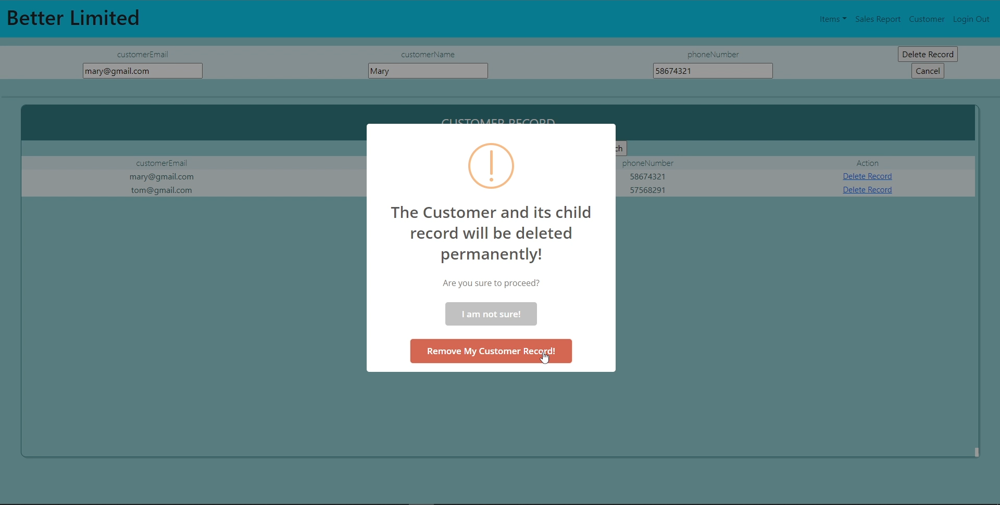 Better Limited
Items Sales Report Customer Login Out
customerEmail customerName phoneNumber Delete Record
mary@gmail.com Mary 58674321 Cancel
CUSTOMER RECORD
customerEmail phoneNumber Action
mary@gmail.com 58674321 Delete Record
tom@gmail.com 57568291 Delete Record
The Customer and its child
record will be deleted
permanently!
Are you sure to proceed?
I am not sure!
Remove My Customer Record!